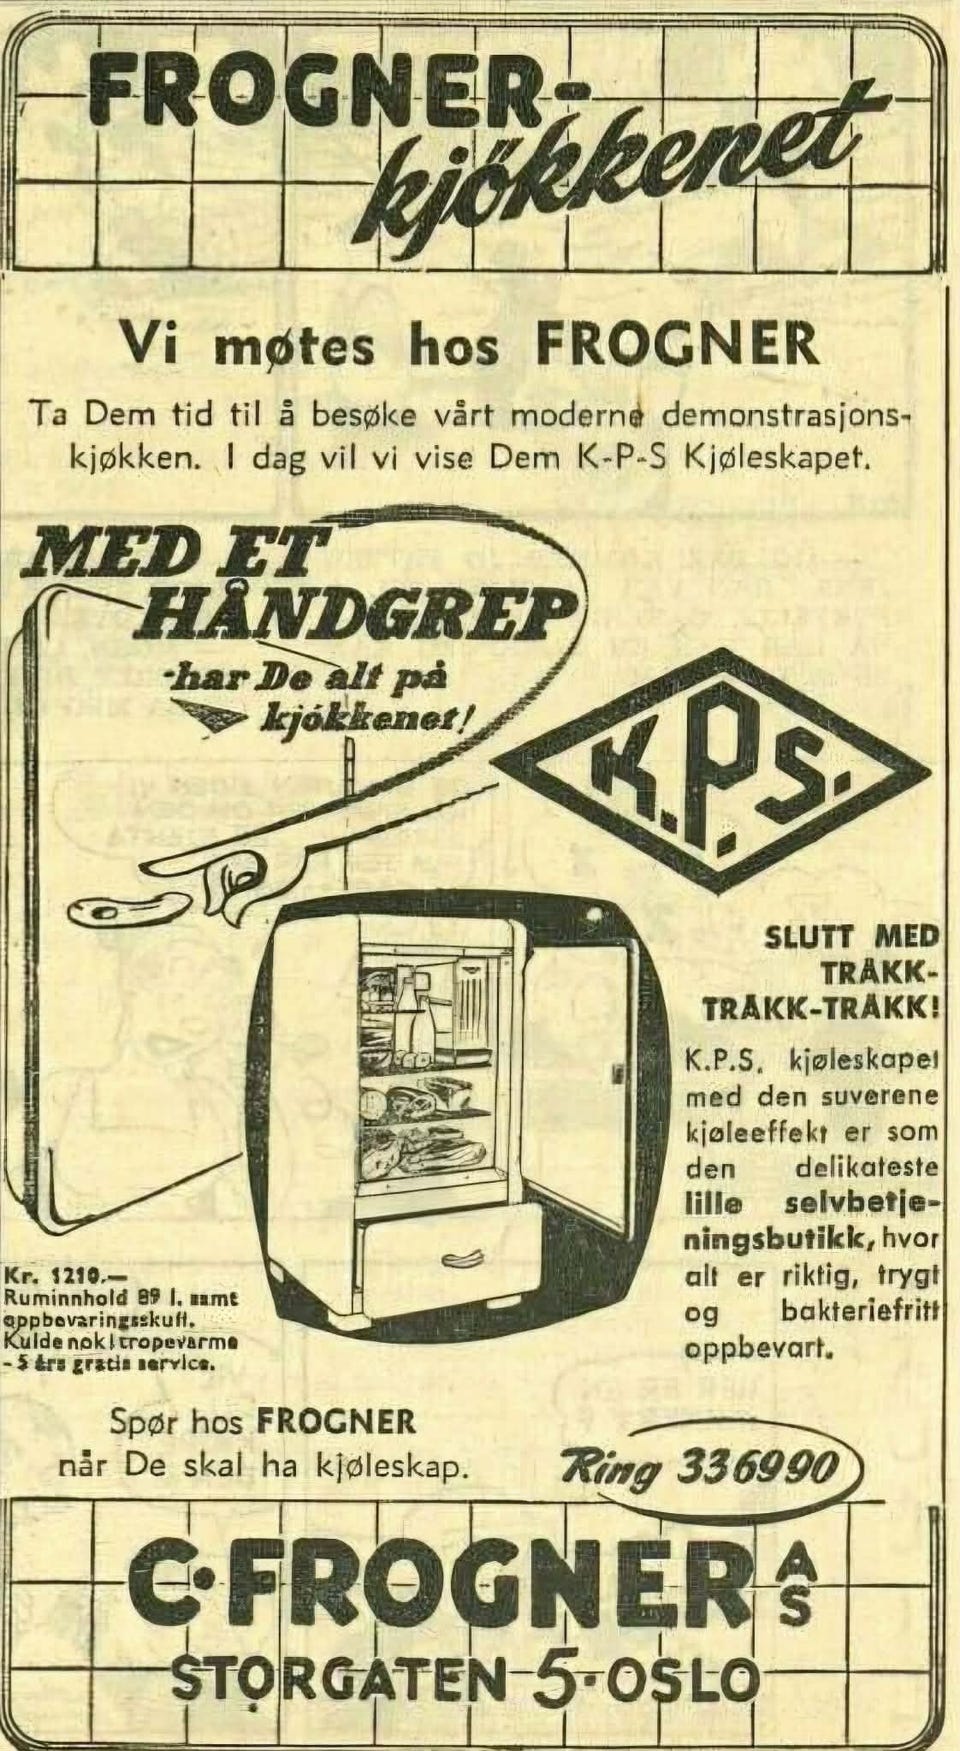 FROGNER-
kjökkenet
Vi møtes hos FROGNER
Ta Dem tid til å besøke vårt moderne demonstrasjons-
kjøkken. I dag vil vi vise Dem K-P-S Kjøleskapet.
MED ET
HÅNDGREP
-har De alt på
kjökkenet!
K.P.S.
SLUTT MED
TRÅKK-
TRÅKK-TRÅKK!
K.P.S. kjøleskapet
med den suverene
kjøleeffekt er som
den delikateste
lille selvbetje-
ningsbutikk, hvor
alt er riktig, trygt
og bakteriefritt
oppbevart.
Kr. 1210.—
Ruminnhold 89 l. samt
oppbevaringsskuff.
Kulde nok i tropevarme
- 5 års gratis service.
Spør hos FROGNER
når De skal ha kjøleskap.
Ring 336990
C·FROGNER A/S
STORGATEN 5·OSLO